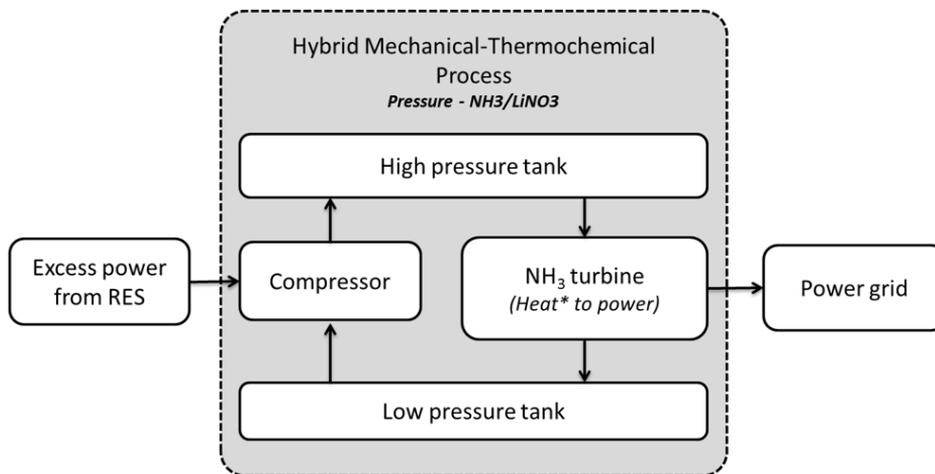 Hybrid Mechanical-Thermochemical
Process
Pressure - NH3/LiNO3
High pressure tank
Excess power
from RES
Compressor
NH₃ turbine
(Heat* to power)
Power grid
Low pressure tank